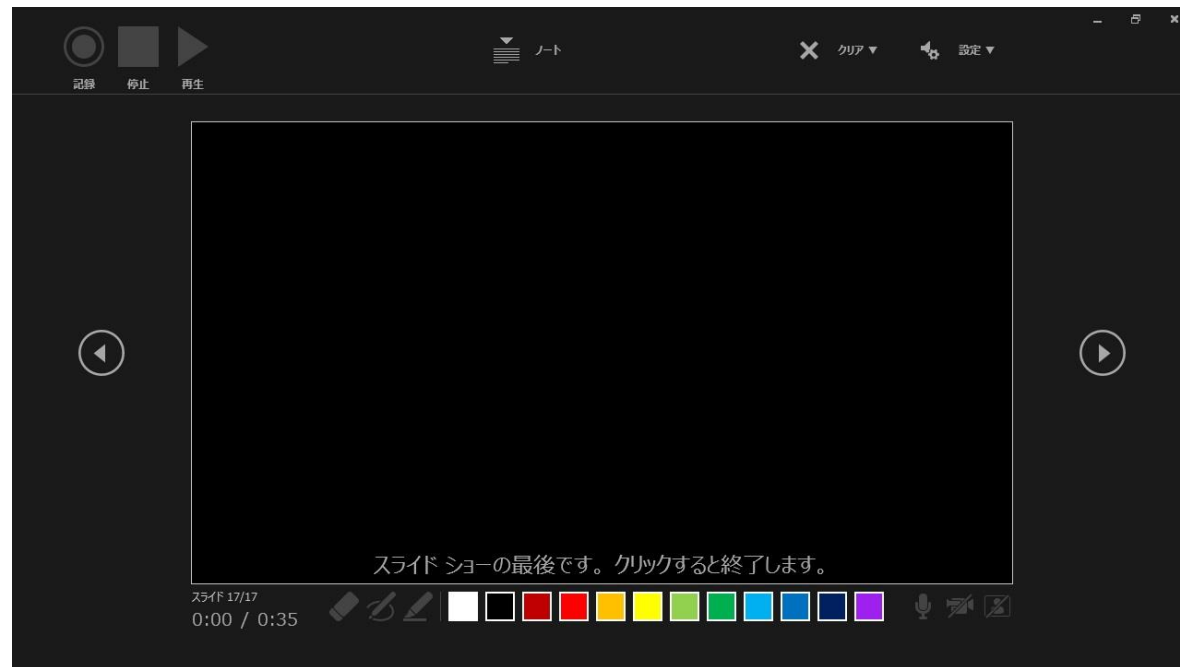 ノート
クリア▼
設定▼
記録 停止 再生
スライド ショーの最後です。クリックすると終了します。
スライド 17/17
0:00 / 0:35